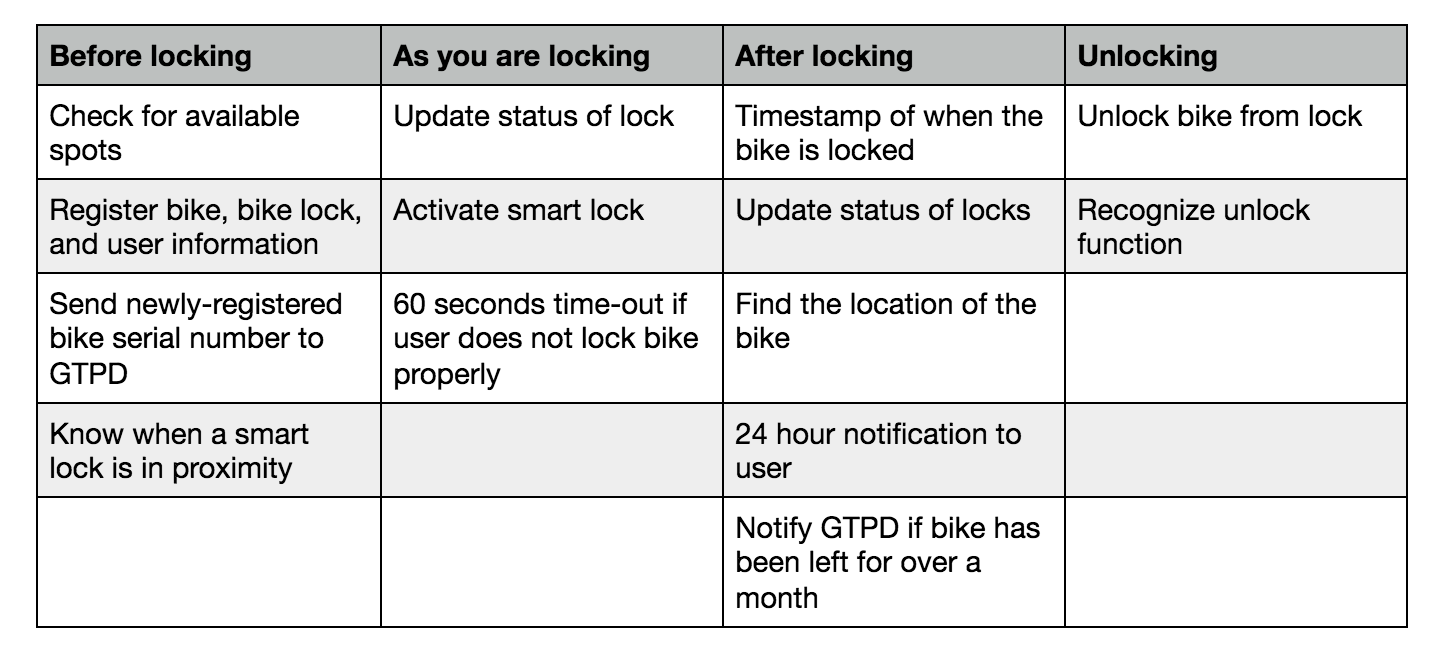 Before locking
As you are locking
After locking
Unlocking
Check for available
spots
Update status of lock
Timestamp of when the
bike is locked
Unlock bike from lock
Register bike, bike lock,
and user information
Activate smart lock
Update status of locks
Recognize unlock
function
Send newly-registered
bike serial number to
GTPD
60 seconds time-out if
user does not lock bike
properly
Find the location of the
bike
Know when a smart
lock is in proximity
24 hour notification to
user
Notify GTPD if bike has
been left for over a
month